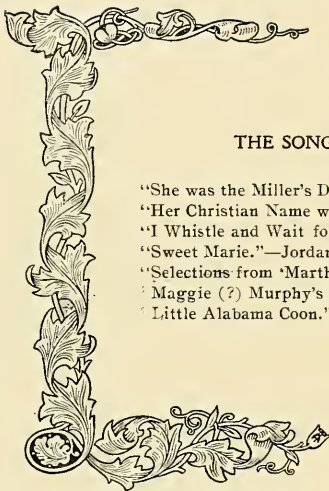 THE SONG
"She was the Miller's D
"Her Christian Name w
"I Whistle and Wait fo
"Sweet Marie."—Jordan
"Selections from 'Marth
Maggie (?) Murphy's
Little Alabama Coon."